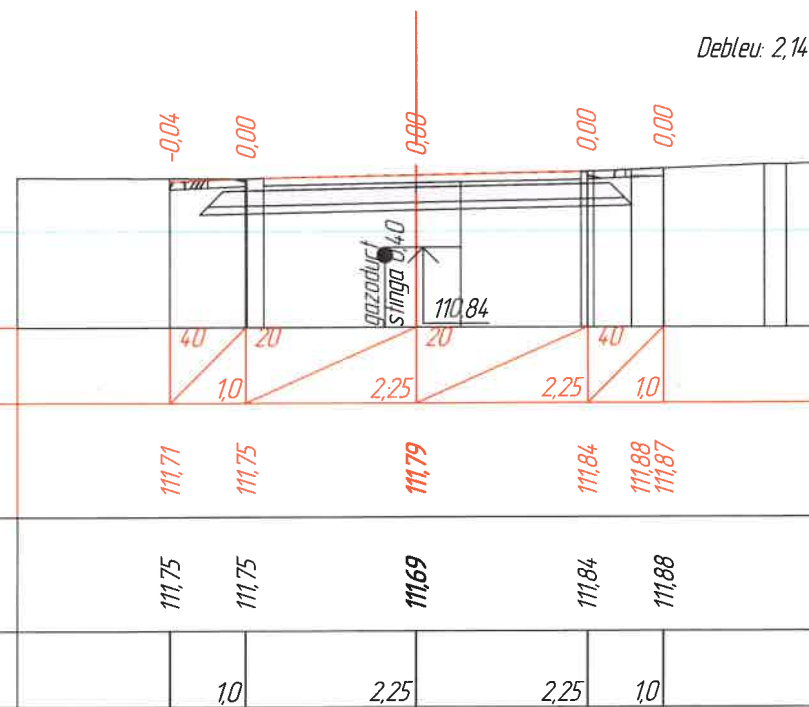 Debleu: 2,14
-0,04 0,00 0,00 0,00 0,00
gazoduct
stinga 0,40
110,84
40 20 20 40
1,0 2,25 2,25 1,0
111,71 111,75 111,79 111,84 111,88 111,87
111,75 111,75 111,69 111,84 111,88
1,0 2,25 2,25 1,0